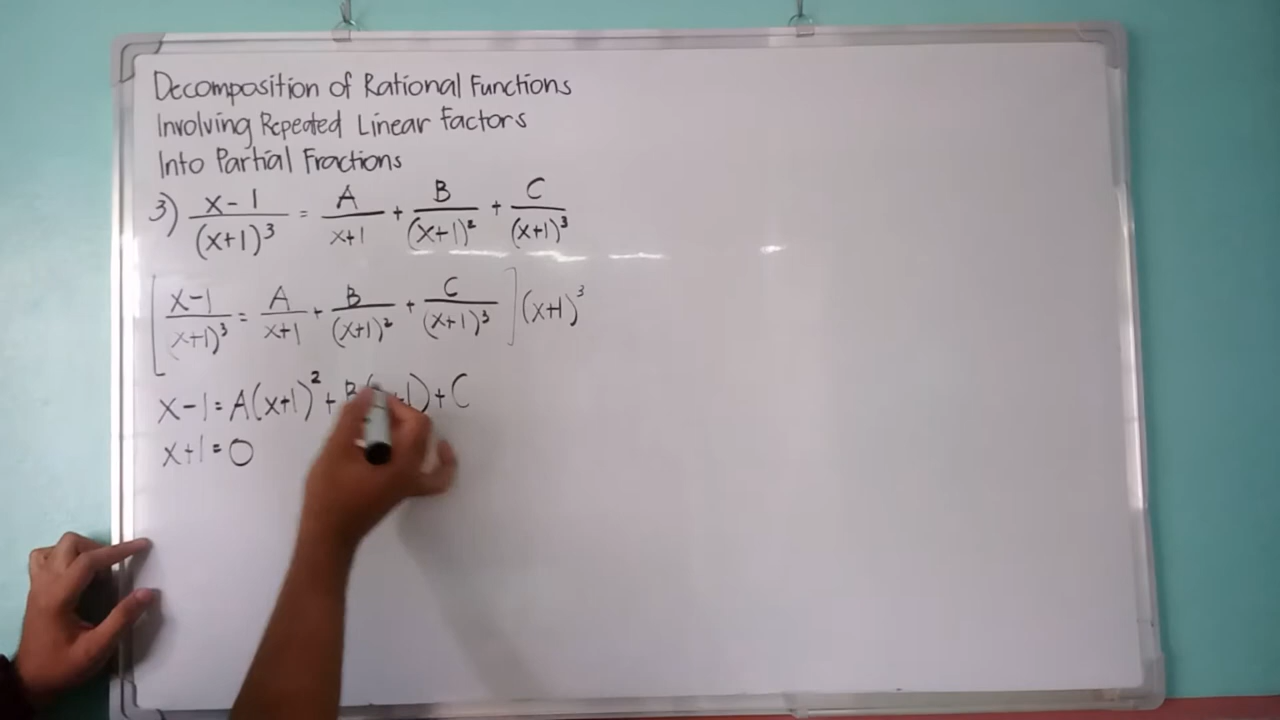 Decomposition of Rational Functions
Involving Repeated Linear Factors
Into Partial Fractions
3) x-1/(x+1)³ = A/x+1 + B/(x+1)² + C/(x+1)³
[x-1/(x+1)³ = A/x+1 + B/(x+1)² + C/(x+1)³](x+1)³
x-1=A(x+1)²+B( +1)+C
x+1=0